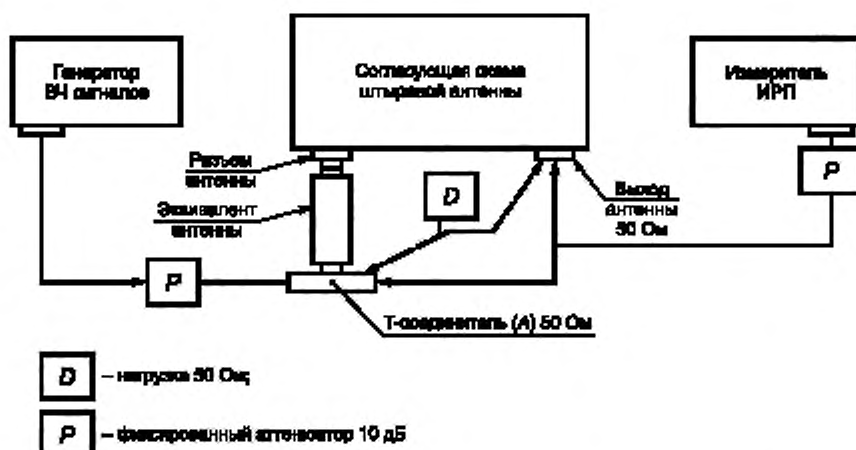 Генератор
ВЧ сигналов
Согласующая схема
штыревой антенны
Измеритель
ИРП
Разъем
антенны
Эквивалент
антенны
D
Выход
антенны
50 Ом
P
P
Т-соединитель (A) 50 Ом
D – нагрузка 50 Ом;
P – фиксированный аттенюатор 10 дБ